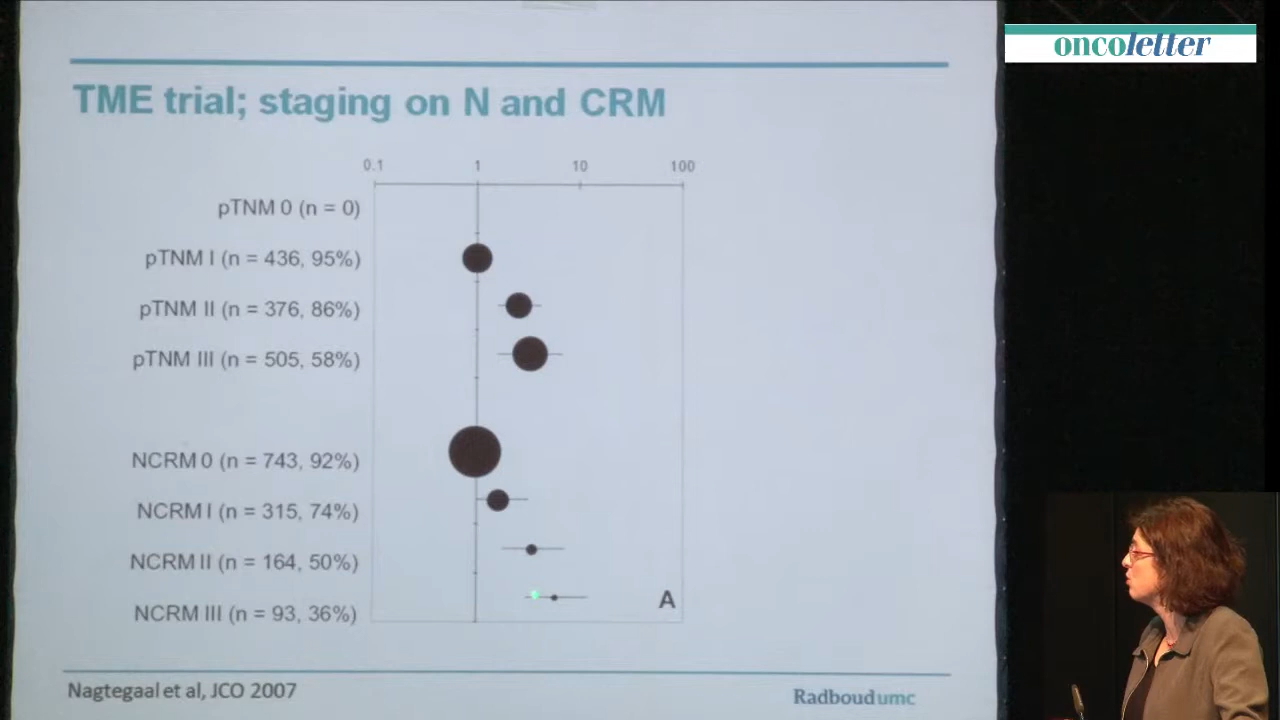 oncoletter
TME trial; staging on N and CRM
0.1 1 10 100
pTNM 0 (n = 0)
pTNM I (n = 436, 95%)
pTNM II (n = 376, 86%)
pTNM III (n = 505, 58%)
NCRM 0 (n = 743, 92%)
NCRM I (n = 315, 74%)
NCRM II (n = 164, 50%)
NCRM III (n = 93, 36%)
A
Nagtegaal et al, JCO 2007
Radboudumc